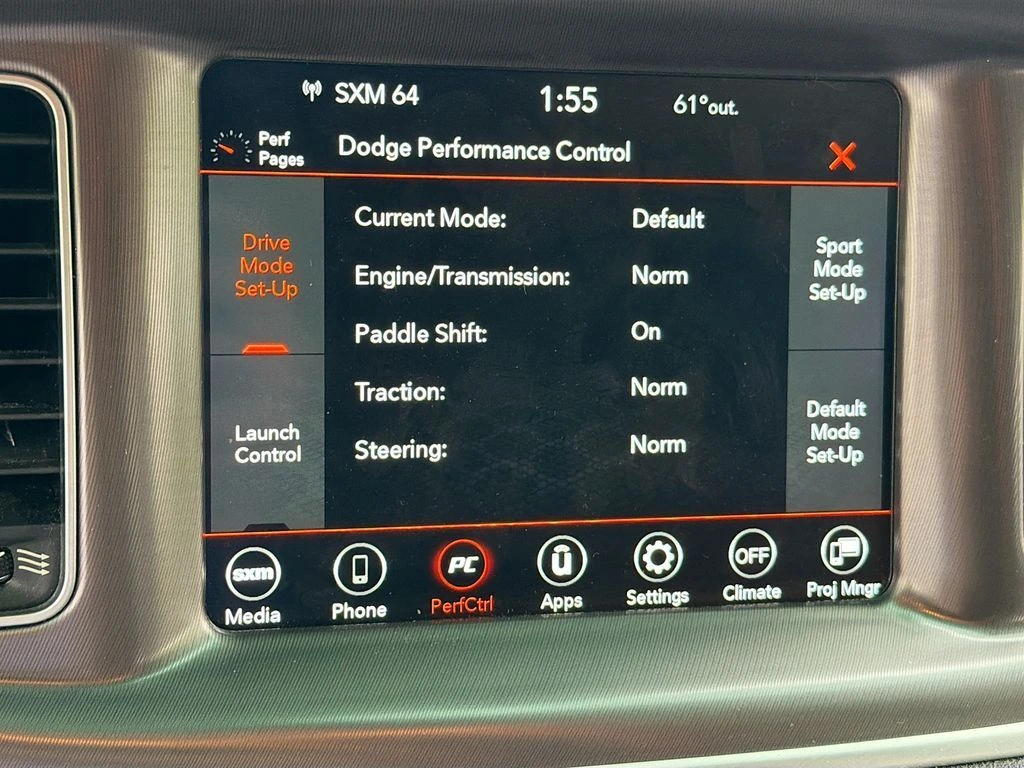 SXM 64 1:55 61°out.
Perf
Pages
Dodge Performance Control
Drive
Mode
Set-Up
Launch
Control
Current Mode: Default
Engine/Transmission: Norm
Paddle Shift: On
Traction: Norm
Steering: Norm
Sport
Mode
Set-Up
Default
Mode
Set-Up
sxm
Media
Phone
PC
PerfCtrl
ū
Apps
Settings
OFF
Climate
Proj Mngr